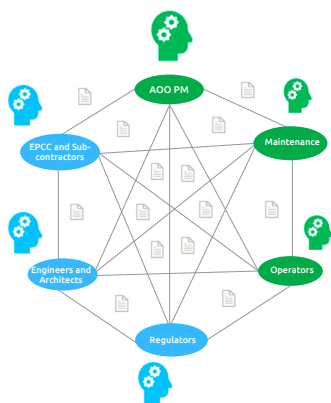 AOO PM
EPCC and Sub-
contractors
Maintenance
Engineers and
Architects
Operators
Regulators